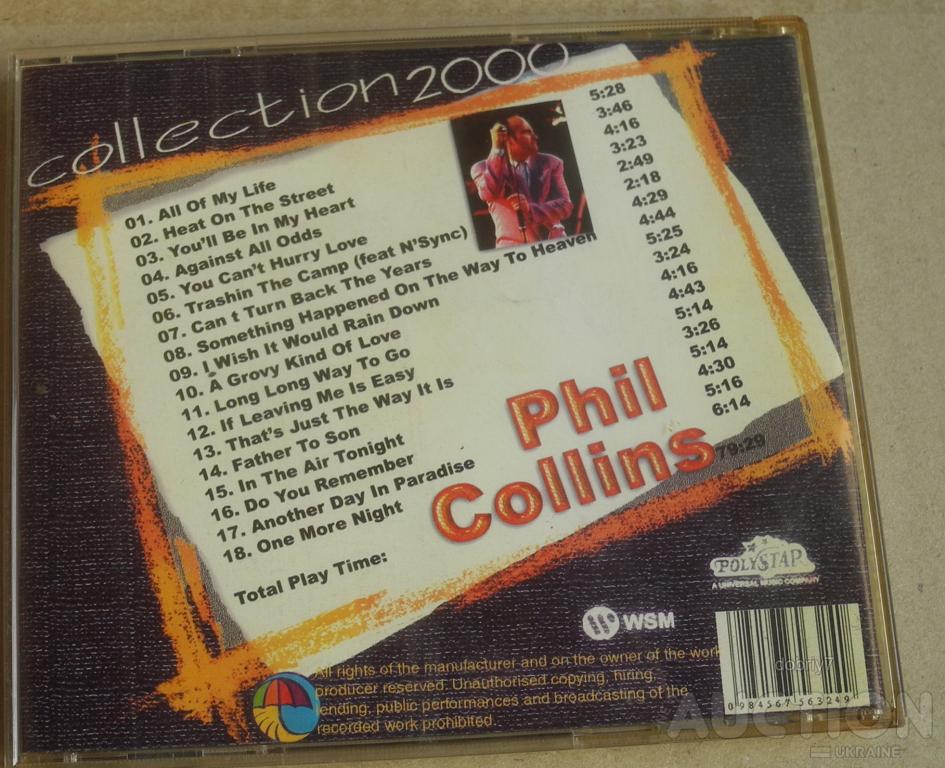 collection2000
01. All Of My Life 5:28
02. Heat On The Street 3:46
03. You'll Be In My Heart 4:16
04. Against All Odds 3:23
05. You Can't Hurry Love 2:49
06. Trashin The Camp (feat N'Sync) 2:18
07. Can t Turn Back The Years 4:29
08. Something Happened On The Way To Heaven 4:44
09. I Wish It Would Rain Down 5:25
10. A Grovy Kind Of Love 3:24
11. Long Long Way To Go 4:16
12. If Leaving Me Is Easy 4:43
13. That's Just The Way It Is 5:14
14. Father To Son 3:26
15. In The Air Tonight 5:14
16. Do You Remember 4:30
17. Another Day In Paradise 5:16
18. One More Night 6:14
Total Play Time: 79:29
Phil
Collins
POLYSTAR
A UNIVERSAL MUSIC COMPANY
WSM
All rights of the manufacturer and on the owner of the work
producer reserved. Unauthorised copying, hiring,
lending, public performances and broadcasting of the
recorded work prohibited.
dobriy7
0 984567 563249
AUCTION
UKRAINE